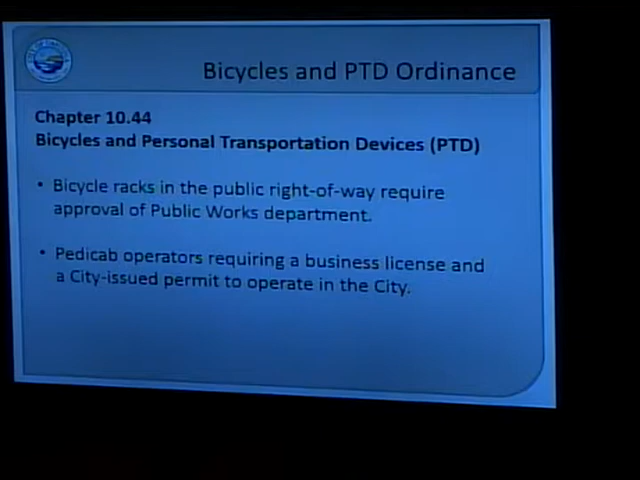 Bicycles and PTD Ordinance
Chapter 10.44
Bicycles and Personal Transportation Devices (PTD)
• Bicycle racks in the public right-of-way require
approval of Public Works department.
• Pedicab operators requiring a business license and
a City-issued permit to operate in the City.